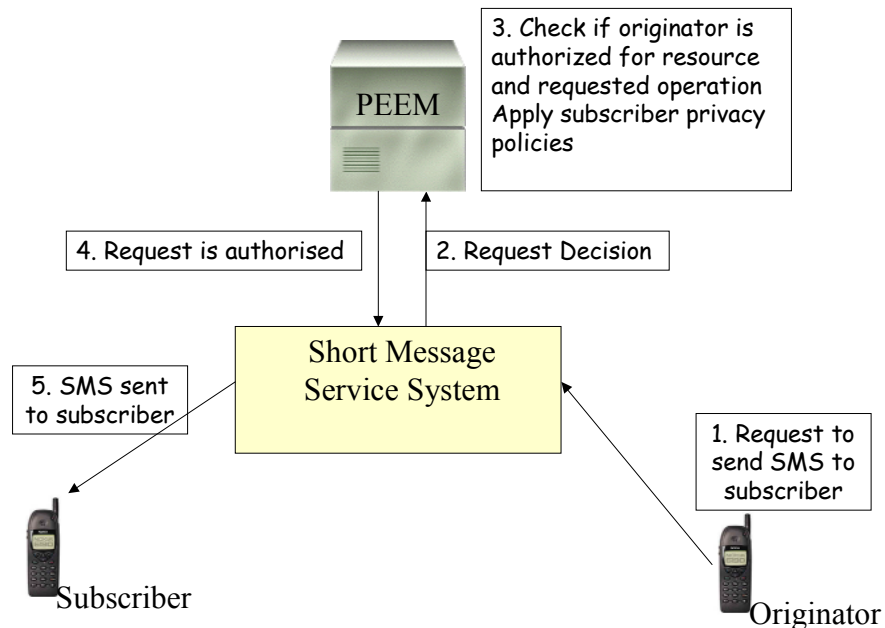 3. Check if originator is
authorized for resource
and requested operation
Apply subscriber privacy
policies
PEEM
4. Request is authorised
2. Request Decision
Short Message
Service System
5. SMS sent
to subscriber
1. Request to
send SMS to
subscriber
Subscriber
Originator